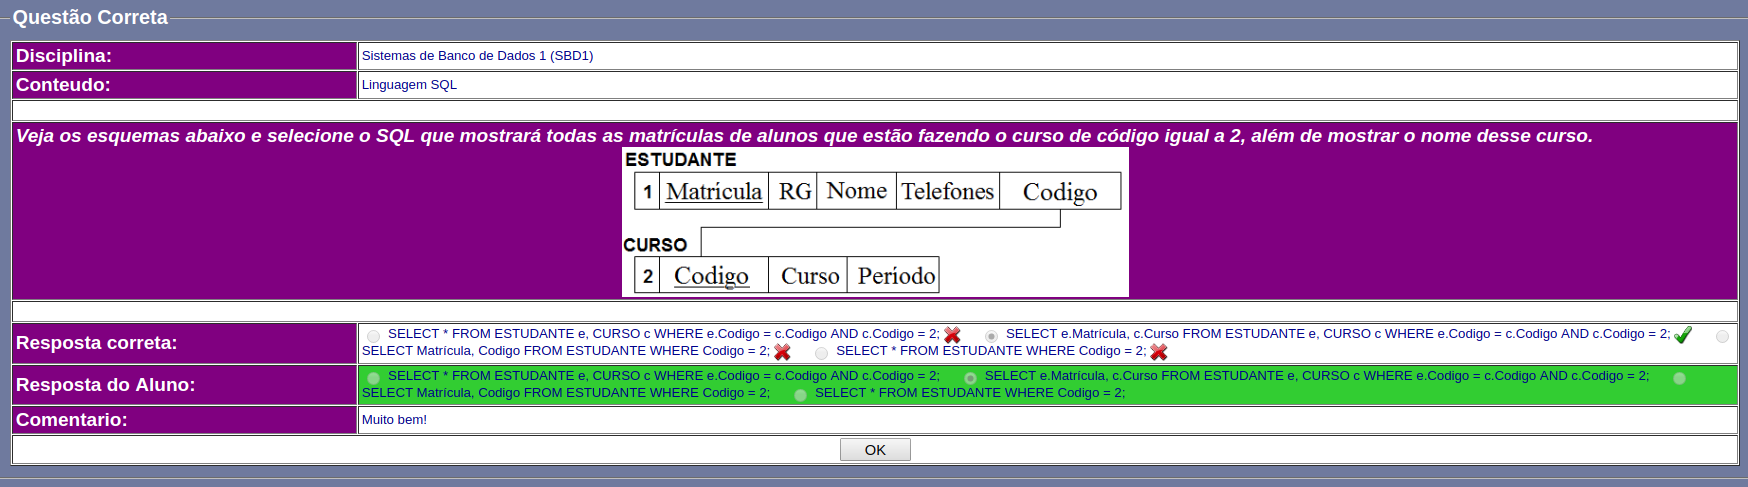 Questão Correta
Disciplina: Sistemas de Banco de Dados 1 (SBD1)
Conteudo: Linguagem SQL
Veja os esquemas abaixo e selecione o SQL que mostrará todas as matrículas de alunos que estão fazendo o curso de código igual a 2, além de mostrar o nome desse curso.
ESTUDANTE
1 Matrícula RG Nome Telefones Codigo
CURSO
2 Codigo Curso Período
Resposta correta: SELECT * FROM ESTUDANTE e, CURSO c WHERE e.Codigo = c.Codigo AND c.Codigo = 2; SELECT e.Matrícula, c.Curso FROM ESTUDANTE e, CURSO c WHERE e.Codigo = c.Codigo AND c.Codigo = 2;
SELECT Matrícula, Codigo FROM ESTUDANTE WHERE Codigo = 2; SELECT * FROM ESTUDANTE WHERE Codigo = 2;
Resposta do Aluno: SELECT * FROM ESTUDANTE e, CURSO c WHERE e.Codigo = c.Codigo AND c.Codigo = 2; SELECT e.Matrícula, c.Curso FROM ESTUDANTE e, CURSO c WHERE e.Codigo = c.Codigo AND c.Codigo = 2;
SELECT Matrícula, Codigo FROM ESTUDANTE WHERE Codigo = 2; SELECT * FROM ESTUDANTE WHERE Codigo = 2;
Comentario: Muito bem!
OK